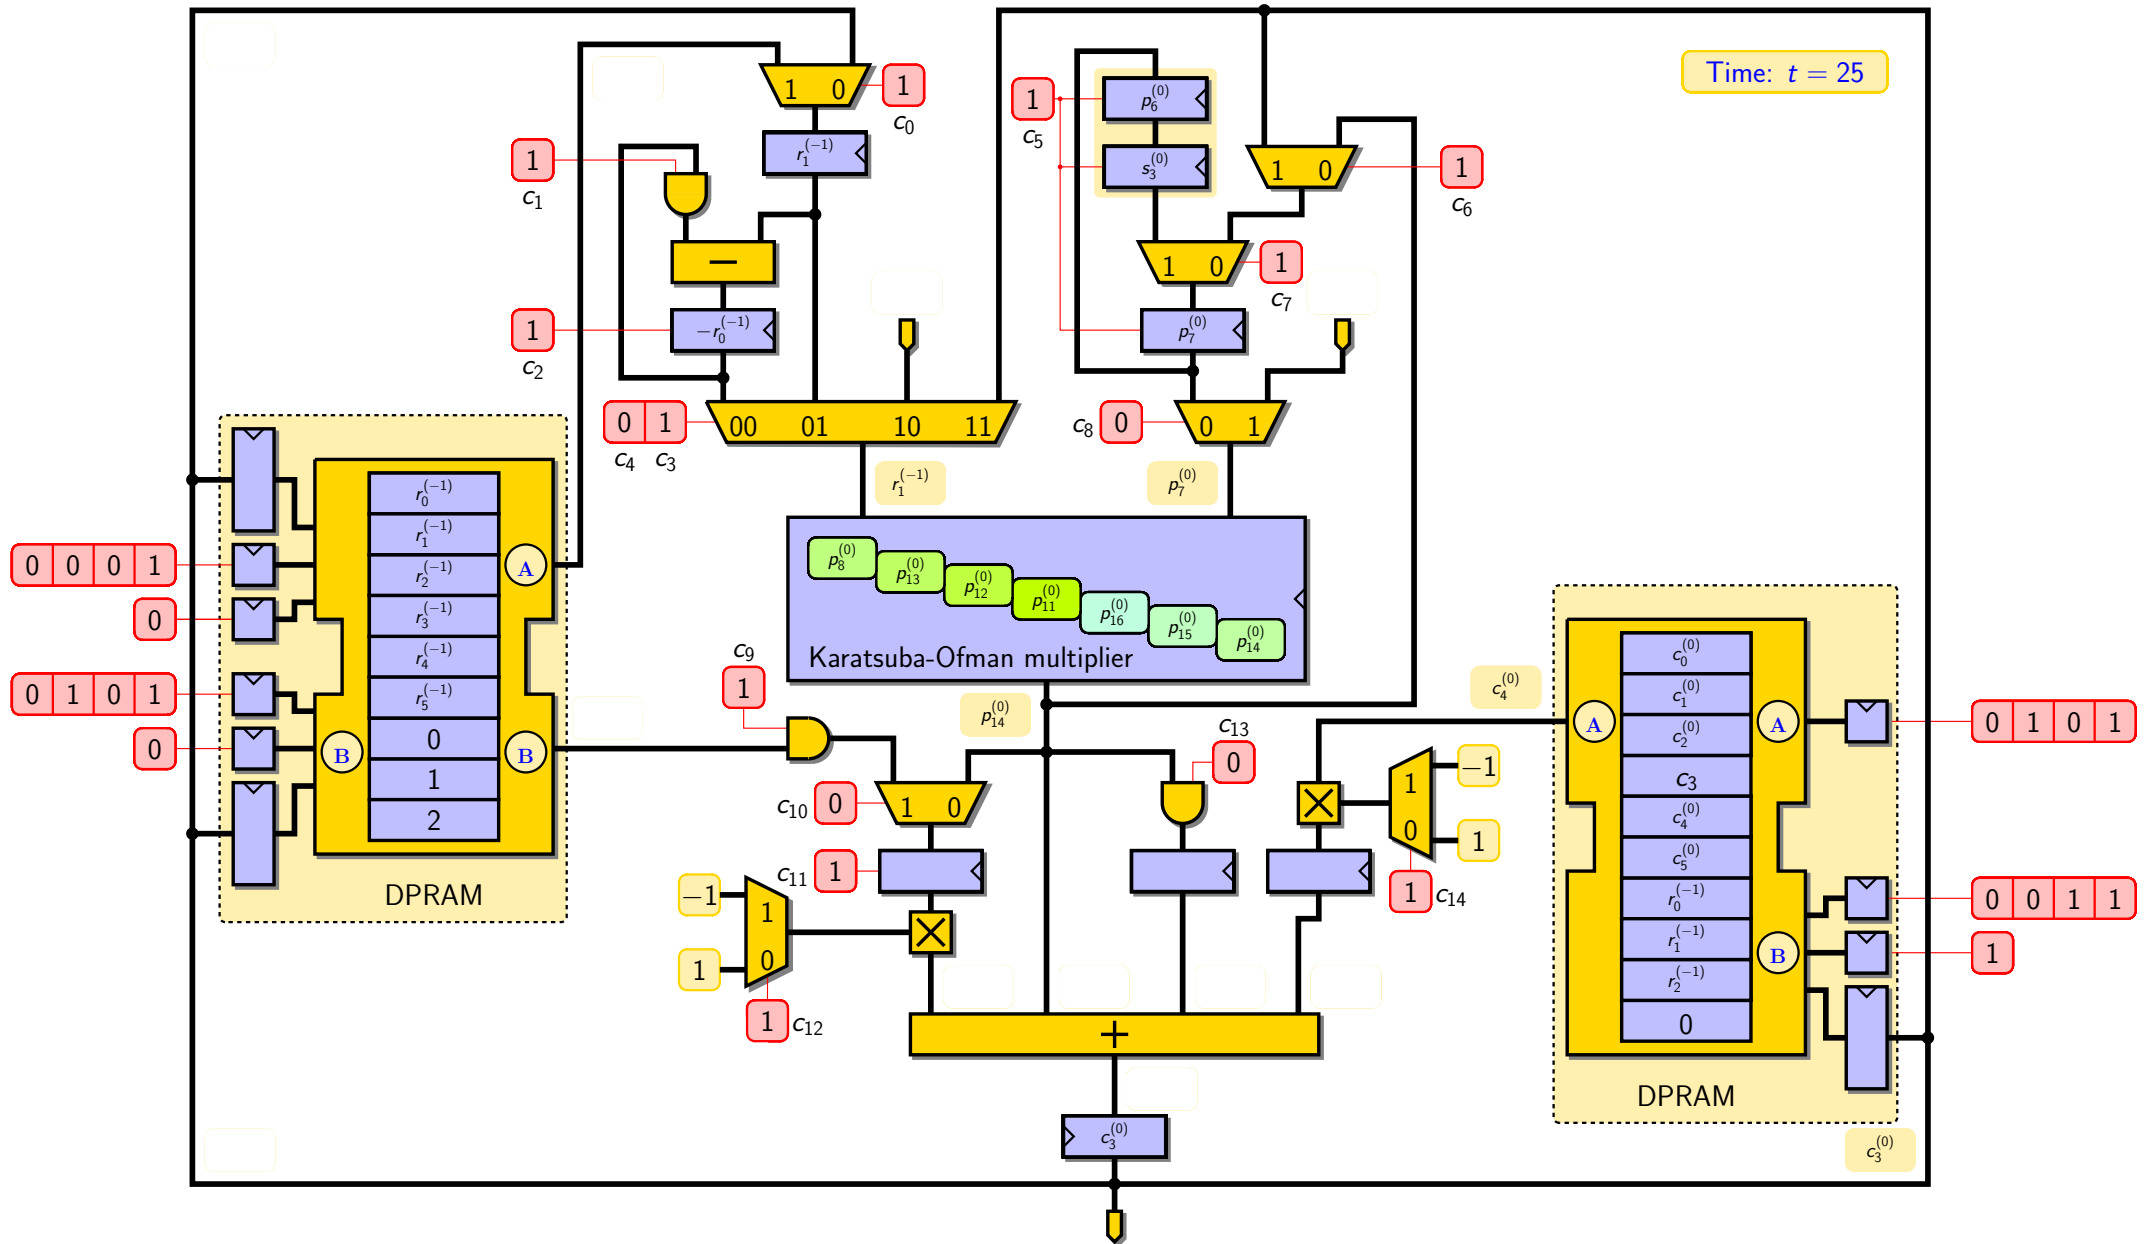 Time: t = 25
1 0
1
c₀
r₁⁽⁻¹⁾
1
c₁
−
1
c₂
−r₀⁽⁻¹⁾
1
c₅
p₆⁽⁰⁾
s₃⁽⁰⁾
1 0
1
c₆
1 0
1
c₇
p₇⁽⁰⁾
0 1
c₄ c₃
00 01 10 11
c₈ 0
0 1
r₁⁽⁻¹⁾
p₇⁽⁰⁾
p₈⁽⁰⁾
p₁₃⁽⁰⁾
p₁₂⁽⁰⁾
p₁₁⁽⁰⁾
p₁₆⁽⁰⁾
p₁₅⁽⁰⁾
p₁₄⁽⁰⁾
Karatsuba-Ofman multiplier
0 0 0 1
0
0 1 0 1
0
r₀⁽⁻¹⁾
r₁⁽⁻¹⁾
r₂⁽⁻¹⁾
r₃⁽⁻¹⁾
r₄⁽⁻¹⁾
r₅⁽⁻¹⁾
0
1
2
A
B
B
DPRAM
c₉
1
p₁₄⁽⁰⁾
c₁₃
0
c₁₀ 0
1 0
c₁₁ 1
−1
1
1
0
1 c₁₂
×
×
−1
1
1
0
1 c₁₄
c₄⁽⁰⁾
c₀⁽⁰⁾
c₁⁽⁰⁾
c₂⁽⁰⁾
c₃
c₄⁽⁰⁾
c₅⁽⁰⁾
r₀⁽⁻¹⁾
r₁⁽⁻¹⁾
r₂⁽⁻¹⁾
0
A
A
B
0 1 0 1
0 0 1 1
1
DPRAM
+
c₃⁽⁰⁾
c₃⁽⁰⁾